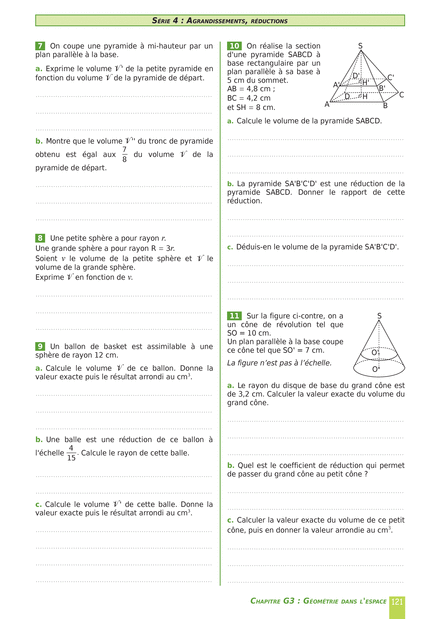 SÉRIE 4 : AGRANDISSEMENTS, RÉDUCTIONS
7 On coupe une pyramide à mi-hauteur par un
plan parallèle à la base.
a. Exprime le volume 𝒱' de la petite pyramide en
fonction du volume 𝒱 de la pyramide de départ.
b. Montre que le volume 𝒱'' du tronc de pyramide
obtenu est égal aux 7/8 du volume 𝒱 de la
pyramide de départ.
8 Une petite sphère a pour rayon r.
Une grande sphère a pour rayon R = 3r.
Soient v le volume de la petite sphère et 𝒱 le
volume de la grande sphère.
Exprime 𝒱 en fonction de v.
9 Un ballon de basket est assimilable à une
sphère de rayon 12 cm.
a. Calcule le volume 𝒱 de ce ballon. Donne la
valeur exacte puis le résultat arrondi au cm³.
b. Une balle est une réduction de ce ballon à
l'échelle 4/15. Calcule le rayon de cette balle.
c. Calcule le volume 𝒱' de cette balle. Donne la
valeur exacte puis le résultat arrondi au cm³.
10 On réalise la section
d'une pyramide SABCD à
base rectangulaire par un
plan parallèle à sa base à
5 cm du sommet.
AB = 4,8 cm ;
BC = 4,2 cm
et SH = 8 cm.
S
D' H' C'
A' B'
D H C
A B
a. Calcule le volume de la pyramide SABCD.
b. La pyramide SA'B'C'D' est une réduction de la
pyramide SABCD. Donner le rapport de cette
réduction.
c. Déduis-en le volume de la pyramide SA'B'C'D'.
11 Sur la figure ci-contre, on a
un cône de révolution tel que
SO = 10 cm.
Un plan parallèle à la base coupe
ce cône tel que SO' = 7 cm.
La figure n'est pas à l'échelle.
S
O'
O
a. Le rayon du disque de base du grand cône est
de 3,2 cm. Calculer la valeur exacte du volume du
grand cône.
b. Quel est le coefficient de réduction qui permet
de passer du grand cône au petit cône ?
c. Calculer la valeur exacte du volume de ce petit
cône, puis en donner la valeur arrondie au cm³.
CHAPITRE G3 : GÉOMÉTRIE DANS L'ESPACE 121